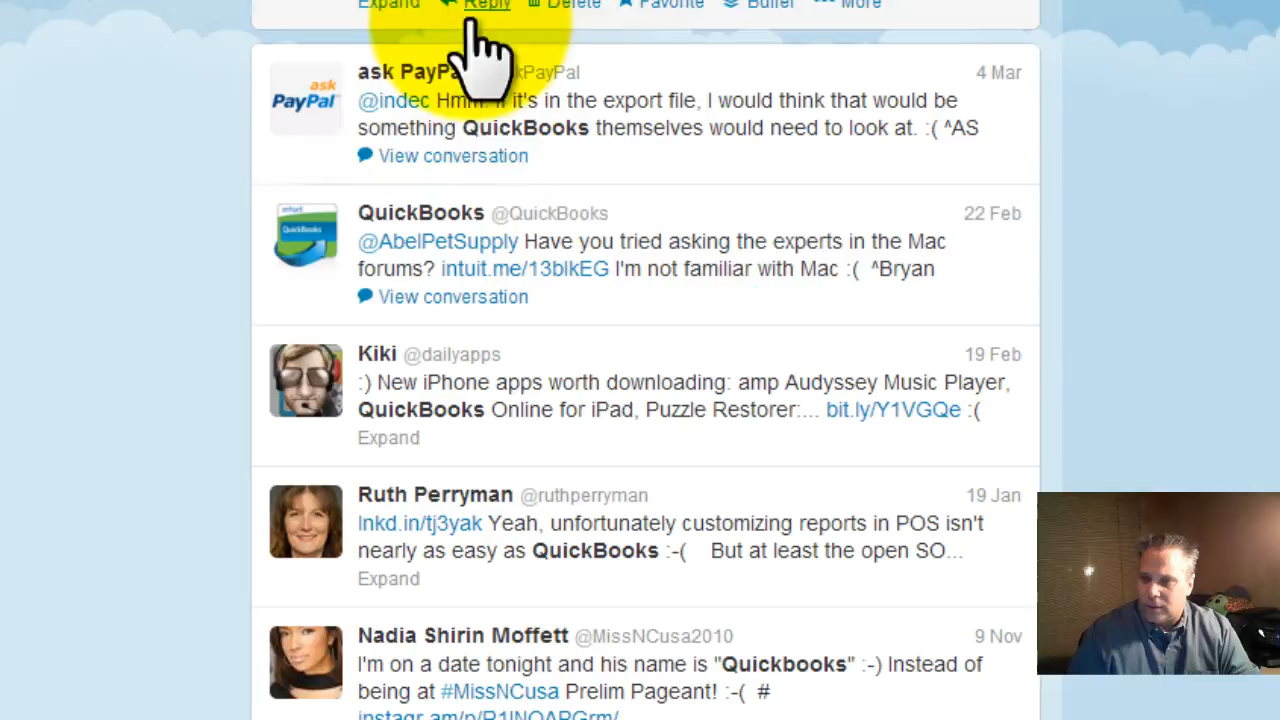 Expand Reply Delete Favorite Buffer More
ask PayPal 4 Mar
@indec it's in the export file, I would think that would be
something QuickBooks themselves would need to look at. :( ^AS
View conversation
QuickBooks @QuickBooks 22 Feb
@AbelPetSupply Have you tried asking the experts in the Mac
forums? intuit.me/13blkEG I'm not familiar with Mac :( ^Bryan
View conversation
Kiki @dailyapps 19 Feb
:) New iPhone apps worth downloading: amp Audyssey Music Player,
QuickBooks Online for iPad, Puzzle Restorer:... bit.ly/Y1VGQe :(
Expand
Ruth Perryman @ruthperryman 19 Jan
lnkd.in/tj3yak Yeah, unfortunately customizing reports in POS isn't
nearly as easy as QuickBooks :-( But at least the open SO...
Expand
Nadia Shirin Moffett @MissNCusa2010 9 Nov
I'm on a date tonight and his name is "Quickbooks" :-) Instead of
being at #MissNCusa Prelim Pageant! :-( #
ask
PayPal
intuit
QuickBooks